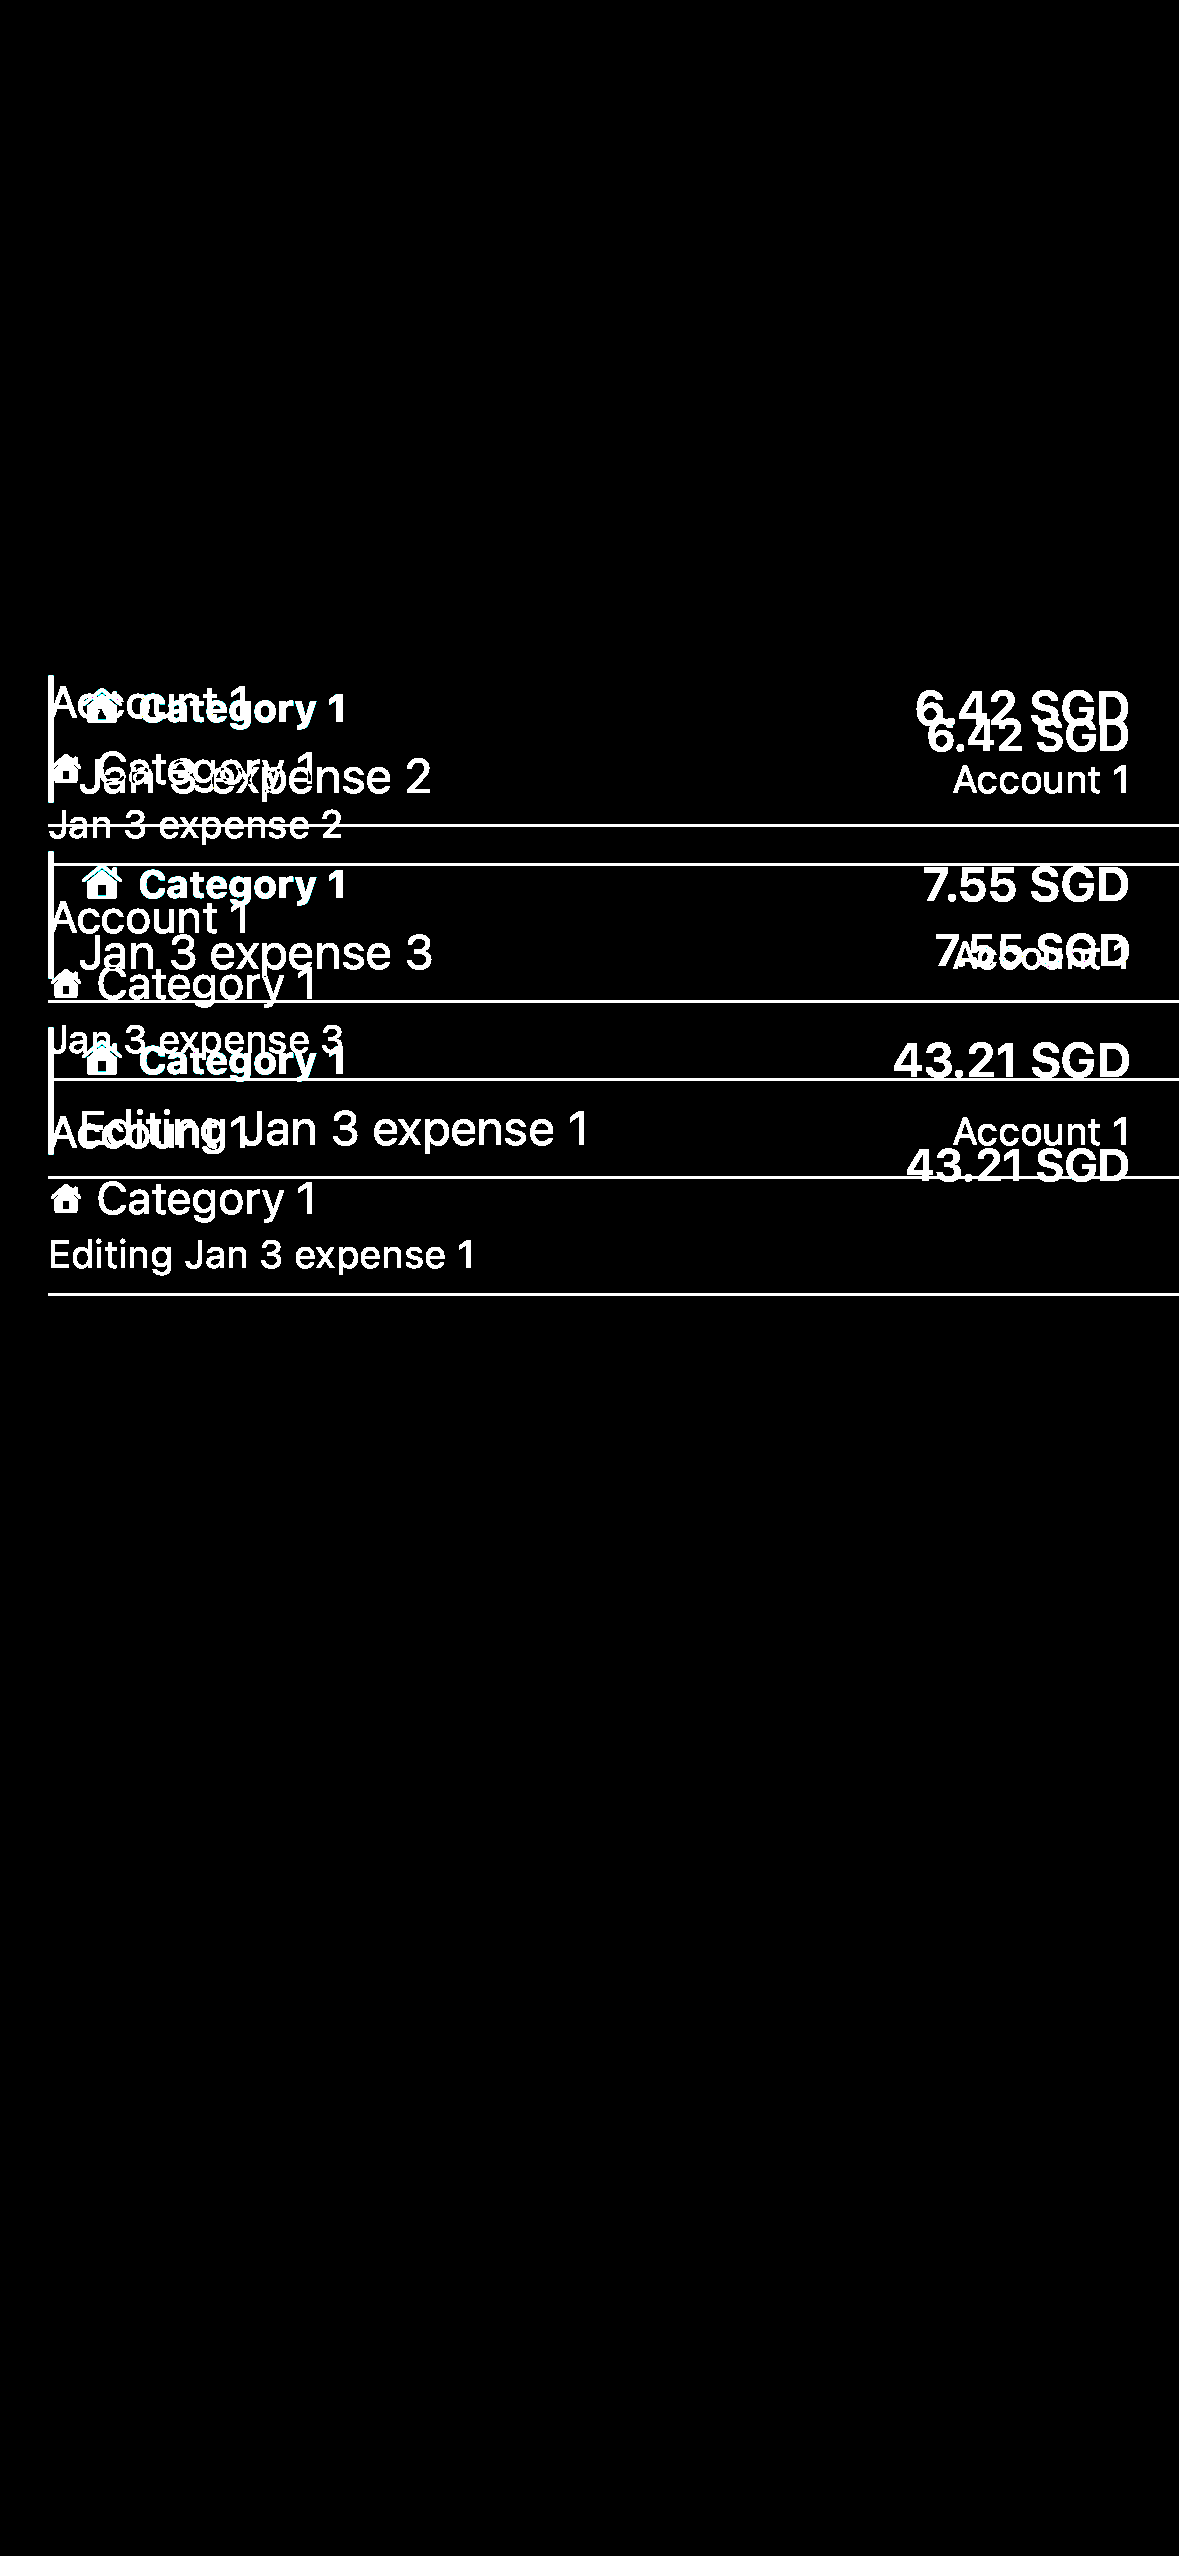 Account 1
Category 1 6.42 SGD
6.42 SGD
Category 1
Jan 3 expense 2 Account 1
Jan 3 expense 2
Category 1 7.55 SGD
Account 1
Jan 3 expense 3 7.55 SGD
Account 1
Category 1
Jan 3 expense 3
Category 1 43.21 SGD
Editing Jan 3 expense 1 Account 1
Account 1
43.21 SGD
Category 1
Editing Jan 3 expense 1